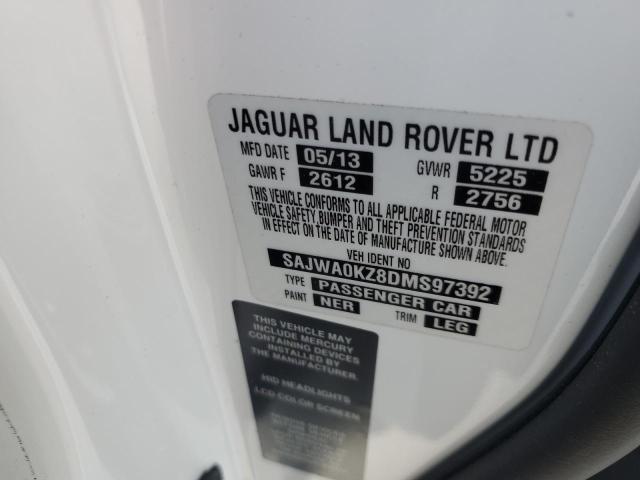 JAGUAR LAND ROVER LTD
MFD DATE 05/13 GVWR 5225
GAWR F 2612 R 2756
THIS VEHICLE CONFORMS TO ALL APPLICABLE FEDERAL MOTOR
VEHICLE SAFETY, BUMPER AND THEFT PREVENTION STANDARDS
IN EFFECT ON THE DATE OF MANUFACTURE SHOWN ABOVE.
VEH IDENT NO
SAJWA0KZ8DMS97392
TYPE PASSENGER CAR
PAINT NER TRIM LEG
THIS VEHICLE MAY
INCLUDE MERCURY
CONTAINING DEVICES
INSTALLED BY
THE MANUFACTURER.
HID HEADLIGHTS
LCD COLOR SCREEN
REMOVE DEVICES